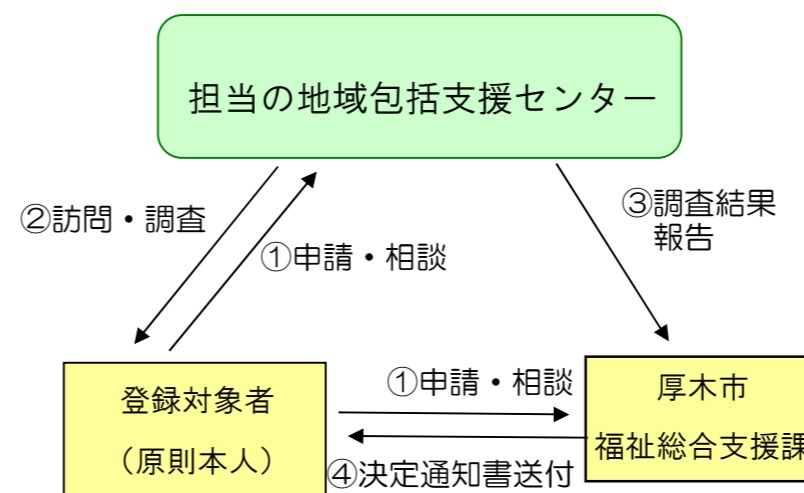 担当の地域包括支援センター
②訪問・調査
①申請・相談
③調査結果
報告
登録対象者
（原則本人）
①申請・相談
④決定通知書送付
厚木市
福祉総合支援課